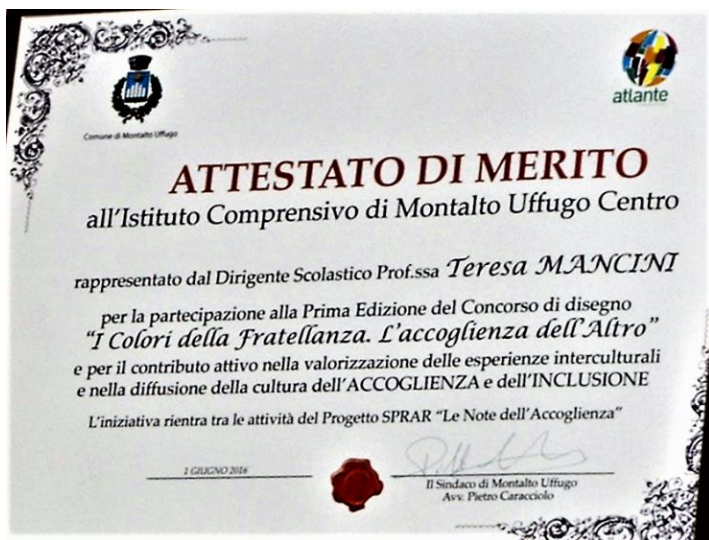 Comune di Montalto Uffugo
atlante
ATTESTATO DI MERITO
all'Istituto Comprensivo di Montalto Uffugo Centro
rappresentato dal Dirigente Scolastico Prof.ssa Teresa MANCINI
per la partecipazione alla Prima Edizione del Concorso di disegno
"I Colori della Fratellanza. L'accoglienza dell'Altro"
e per il contributo attivo nella valorizzazione delle esperienze interculturali
e nella diffusione della cultura dell'ACCOGLIENZA e dell'INCLUSIONE
L'iniziativa rientra tra le attività del Progetto SPRAR "Le Note dell'Accoglienza"
1 GIUGNO 2016
Il Sindaco di Montalto Uffugo
Avv. Pietro Caracciolo